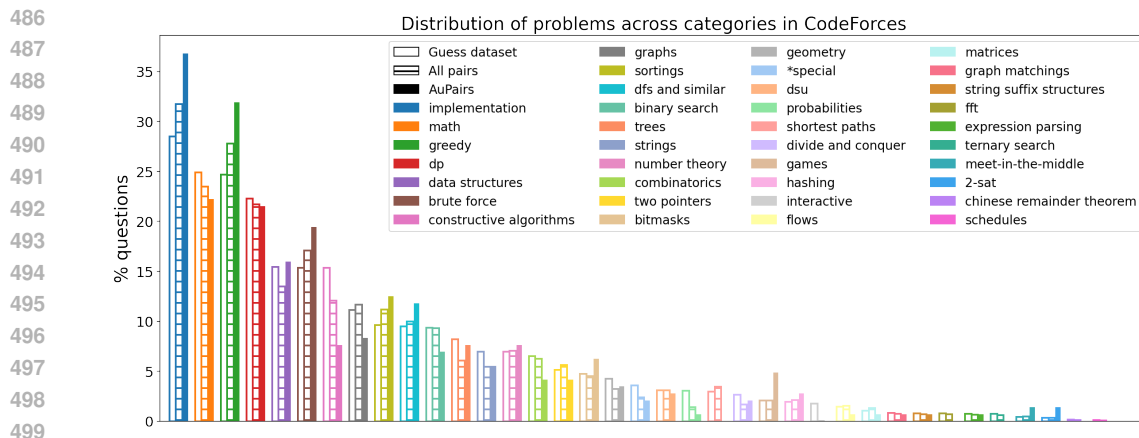 486
487
488
489
490
491
492
493
494
495
496
497
498
499
Distribution of problems across categories in CodeForces
% questions
35
30
25
20
15
10
5
0
Guess dataset
All pairs
AuPairs
implementation
math
greedy
dp
data structures
brute force
constructive algorithms
graphs
sortings
dfs and similar
binary search
trees
strings
number theory
combinatorics
two pointers
bitmasks
geometry
*special
dsu
probabilities
shortest paths
divide and conquer
games
hashing
interactive
flows
matrices
graph matchings
string suffix structures
fft
expression parsing
ternary search
meet-in-the-middle
2-sat
chinese remainder theorem
schedules